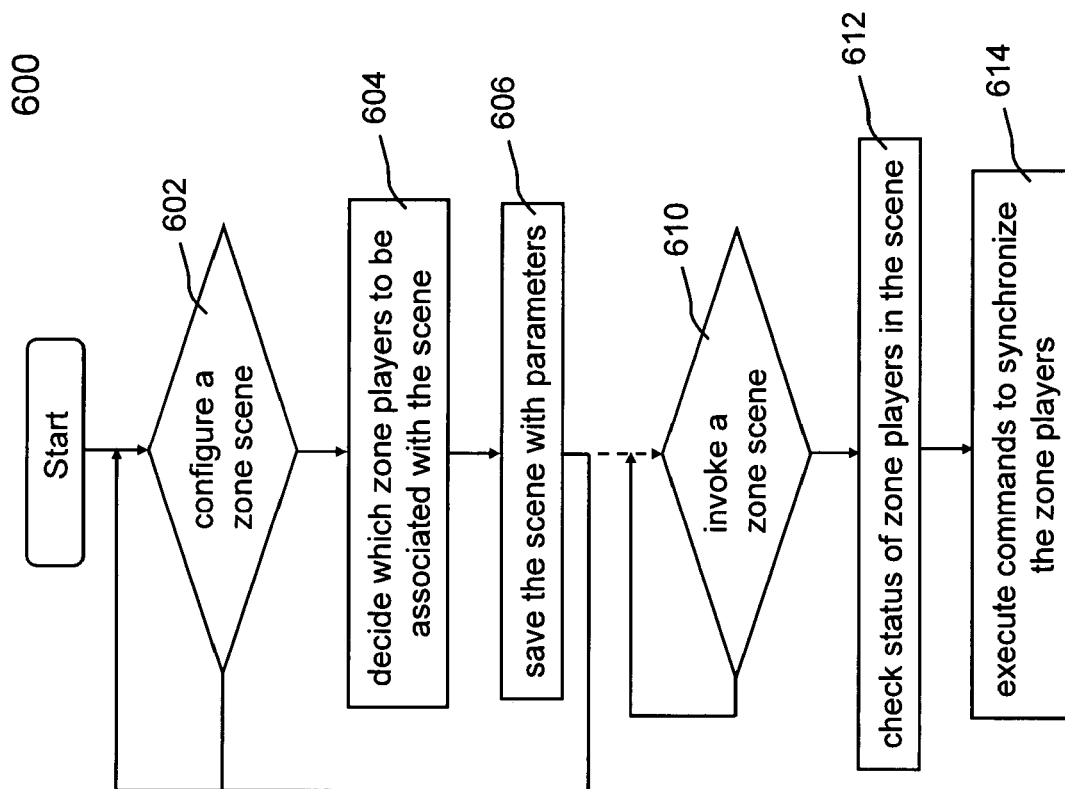 600
Start
602
configure a
zone scene
604
decide which zone players to be
associated with the scene
606
save the scene with parameters
610
invoke a
zone scene
612
check status of zone players in the scene
614
execute commands to synchronize
the zone players